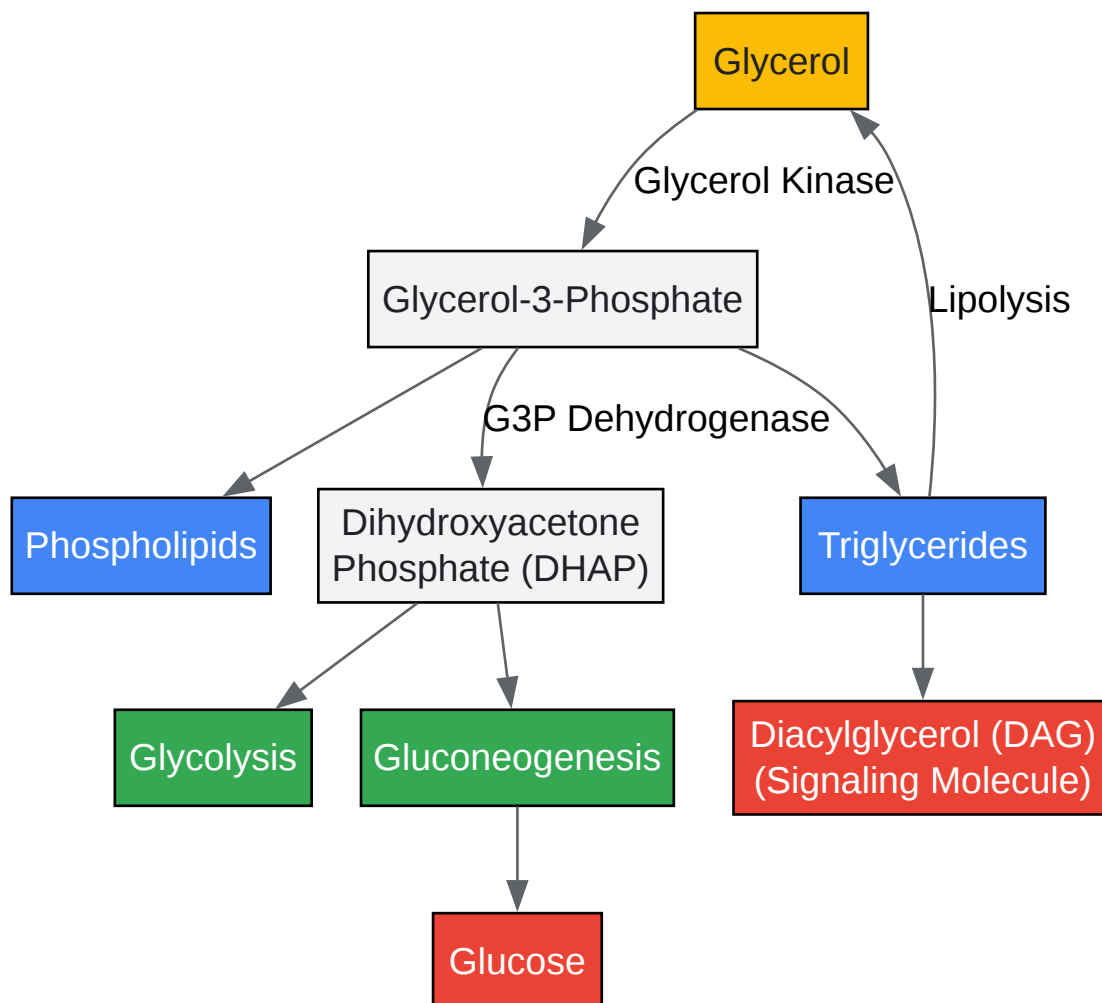 Glycerol
Glycerol Kinase
Glycerol-3-Phosphate
Lipolysis
G3P Dehydrogenase
Phospholipids
Dihydroxyacetone
Phosphate (DHAP)
Triglycerides
Glycolysis
Gluconeogenesis
Diacylglycerol (DAG)
(Signaling Molecule)
Glucose